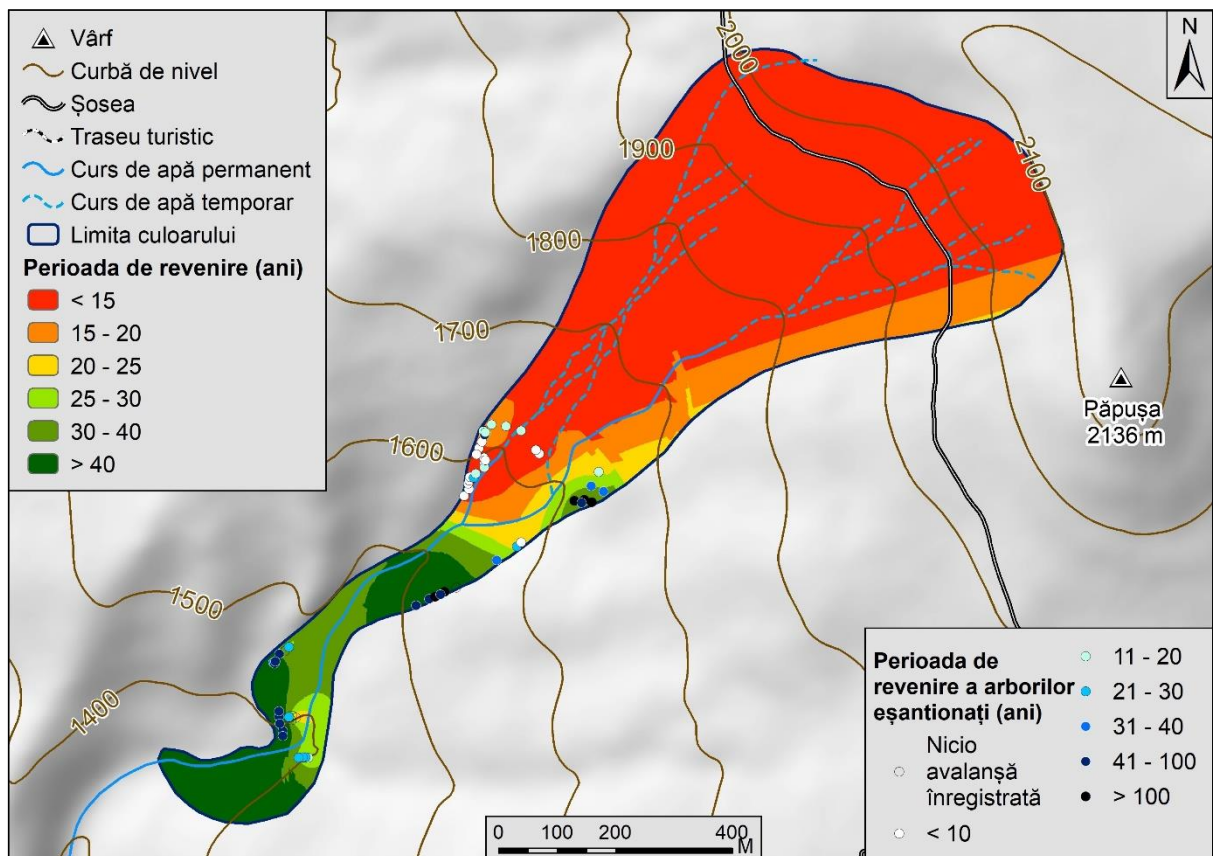 Vârf
Curbă de nivel
Șosea
Traseu turistic
Curs de apă permanent
Curs de apă temporar
Limita culoarului
Perioada de revenire (ani)
< 15
15 - 20
20 - 25
25 - 30
30 - 40
> 40
N
2000
2100
1900
1800
1700
1600
1500
1400
Păpușa
2136 m
Perioada de
revenire a arborilor
eșantionați (ani)
Nicio
avalanșă
înregistrată
< 10
11 - 20
21 - 30
31 - 40
41 - 100
> 100
0 100 200 400
M